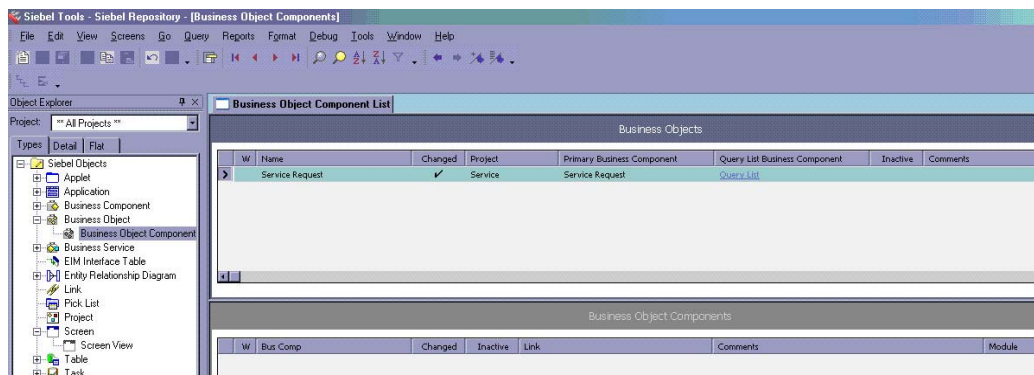 Siebel Tools - Siebel Repository - [Business Object Components]
File Edit View Screens Go Query Reports Format Debug Tools Window Help
Object Explorer
Project: ** All Projects **
Types Detail Flat
Siebel Objects
Applet
Application
Business Component
Business Object
Business Object Component
Business Service
EIM Interface Table
Entity Relationship Diagram
Link
Pick List
Project
Screen
Screen View
Table
Task
Business Object Component List
Business Objects
W Name Changed Project Primary Business Component Query List Business Component Inactive Comments
Service Request ✓ Service Service Request Query List
Business Object Components
W Bus Comp Changed Inactive Link Comments Module